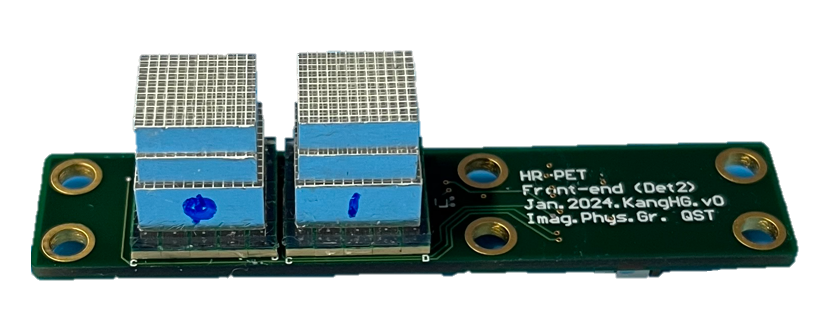 HR-PET
Front-end (Det2)
Jan.2024.KangHG.v0
Imag.Phys.Gr. QST
C
C
D